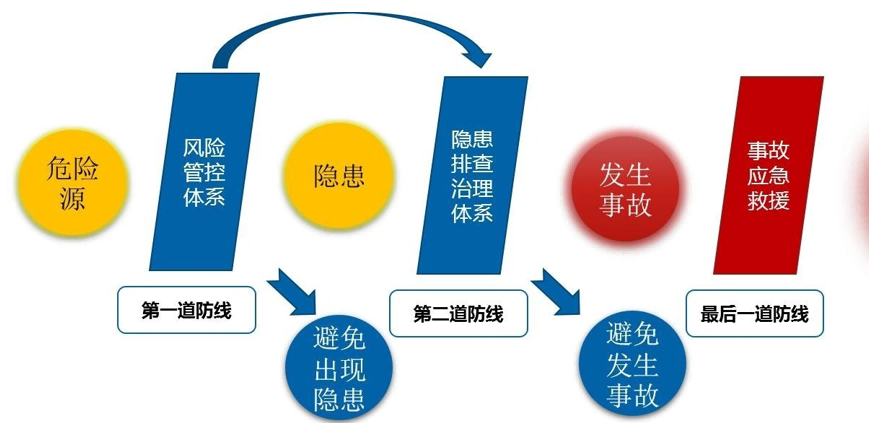 危险
源
风险
管控
体系
第一道防线
隐患
避免
出现
隐患
隐患
排查
治理
体系
第二道防线
发生
事故
避免
发生
事故
事故
应急
救援
最后一道防线